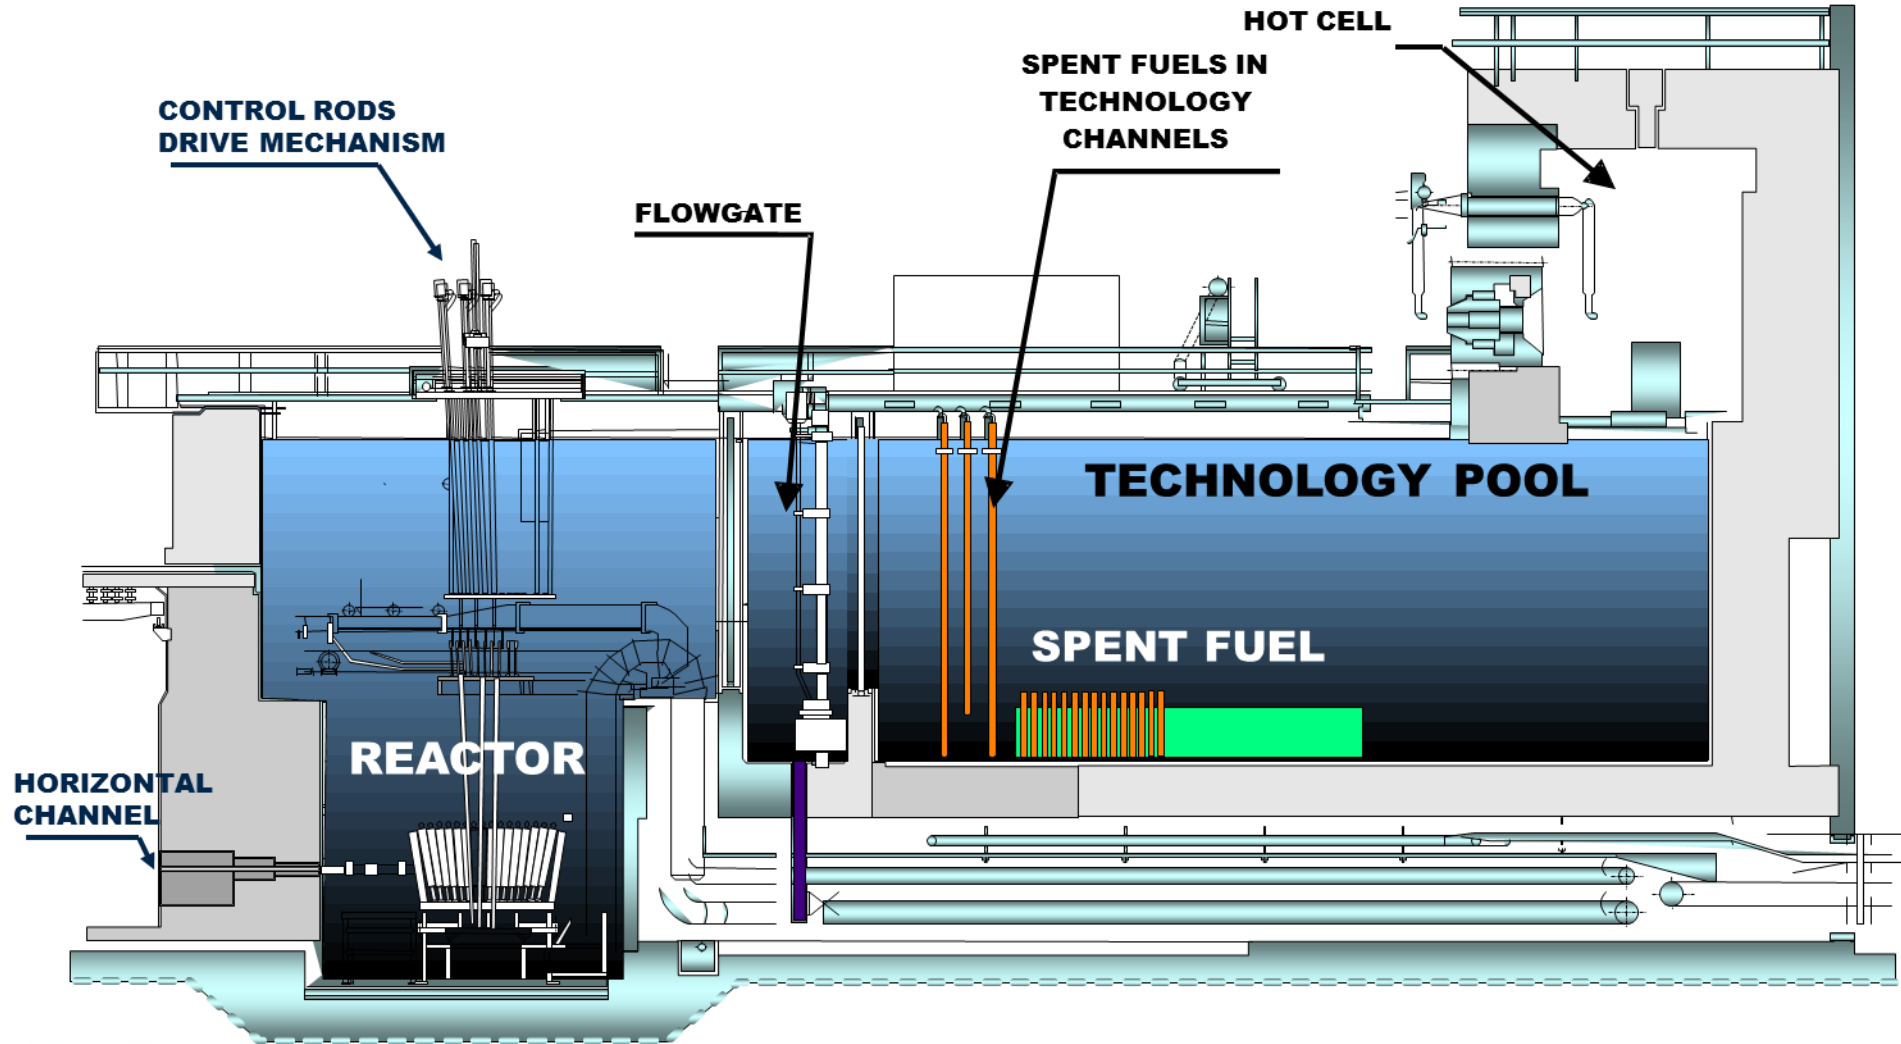 HOT CELL
SPENT FUELS IN
TECHNOLOGY
CHANNELS
CONTROL RODS
DRIVE MECHANISM
FLOWGATE
TECHNOLOGY POOL
SPENT FUEL
REACTOR
HORIZONTAL
CHANNEL